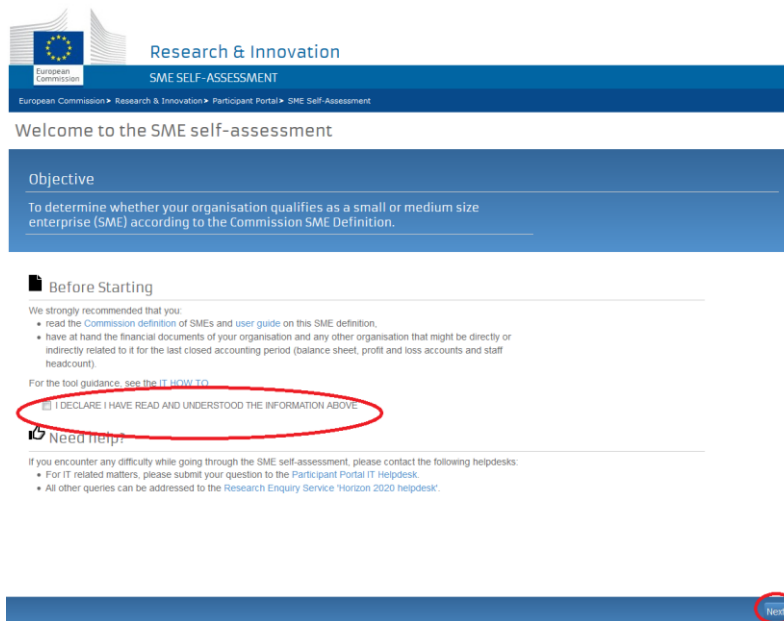 Research & Innovation
European
Commission
SME SELF-ASSESSMENT
European Commission > Research & Innovation > Participant Portal > SME Self-Assessment
Welcome to the SME self-assessment
Objective
To determine whether your organisation qualifies as a small or medium size
enterprise (SME) according to the Commission SME Definition.
Before Starting
We strongly recommended that you:
• read the Commission definition of SMEs and user guide on this SME definition,
• have at hand the financial documents of your organisation and any other organisation that might be directly or
indirectly related to it for the last closed accounting period (balance sheet, profit and loss accounts and staff
headcount).
For the tool guidance, see the IT HOW TO
I DECLARE I HAVE READ AND UNDERSTOOD THE INFORMATION ABOVE
Need help?
If you encounter any difficulty while going through the SME self-assessment, please contact the following helpdesks:
• For IT related matters, please submit your question to the Participant Portal IT Helpdesk.
• All other queries can be addressed to the Research Enquiry Service 'Horizon 2020 helpdesk'.
Next